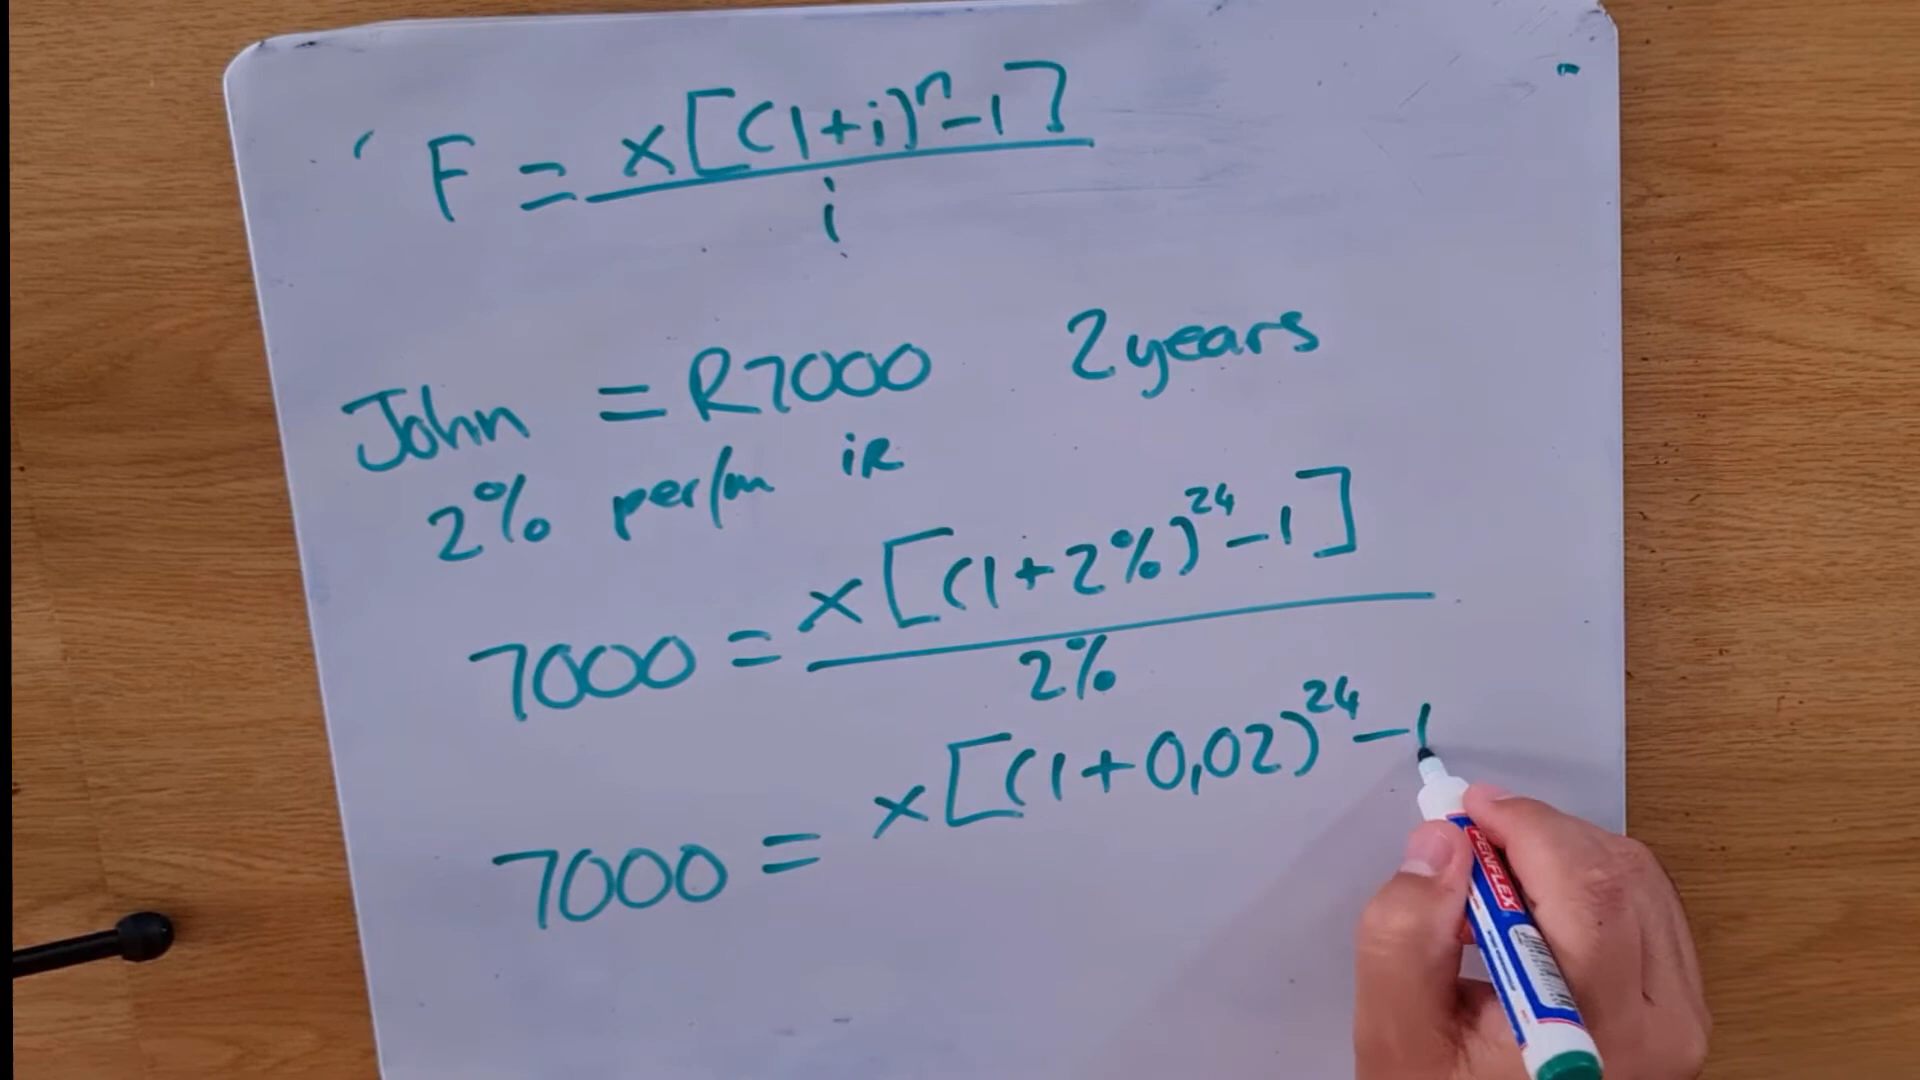 F = x[(1+i)ⁿ-1]
i
John = R7000 2years
2% per/m iR
7000 = x[(1+2%)²⁴-1]
2%
7000 = x[(1+0,02)²⁴-1
PENFLEX